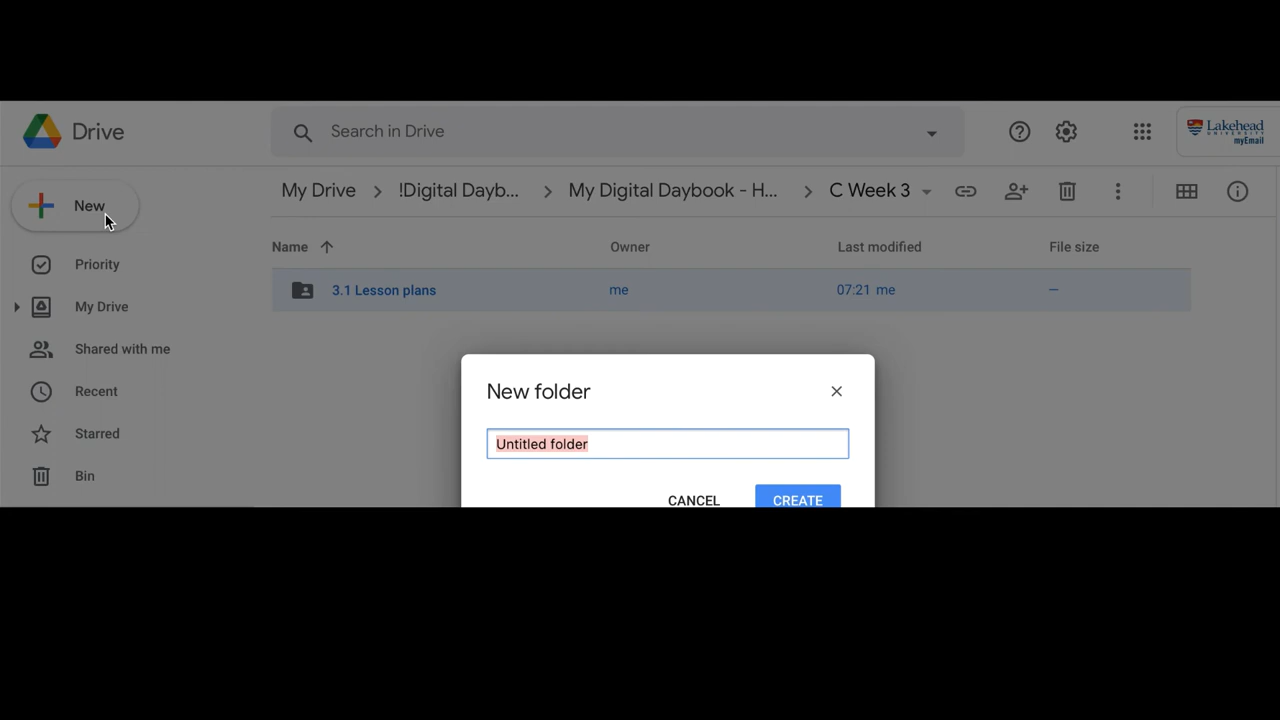 Drive
Search in Drive
Lakehead
UNIVERSITY
myEmail
New
My Drive > !Digital Dayb... > My Digital Daybook - H... > C Week 3
Name Owner Last modified File size
Priority
3.1 Lesson plans me 07:21 me –
My Drive
Shared with me
Recent
Starred
Bin
New folder
Untitled folder
CANCEL CREATE